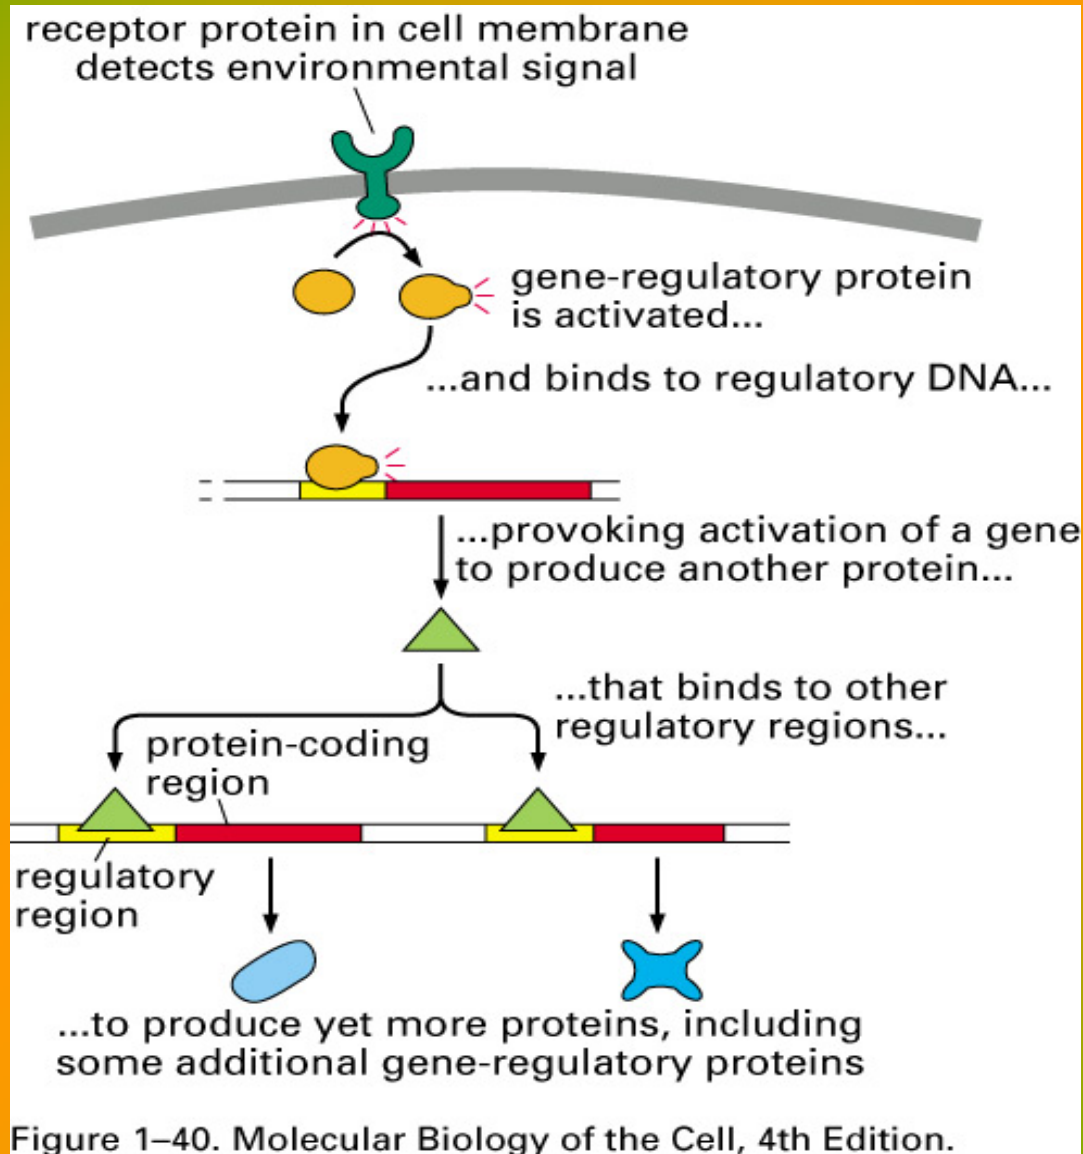 receptor protein in cell membrane
detects environmental signal
gene-regulatory protein
is activated...
...and binds to regulatory DNA...
...provoking activation of a gene
to produce another protein...
...that binds to other
regulatory regions...
protein-coding
region
regulatory
region
...to produce yet more proteins, including
some additional gene-regulatory proteins
Figure 1–40. Molecular Biology of the Cell, 4th Edition.